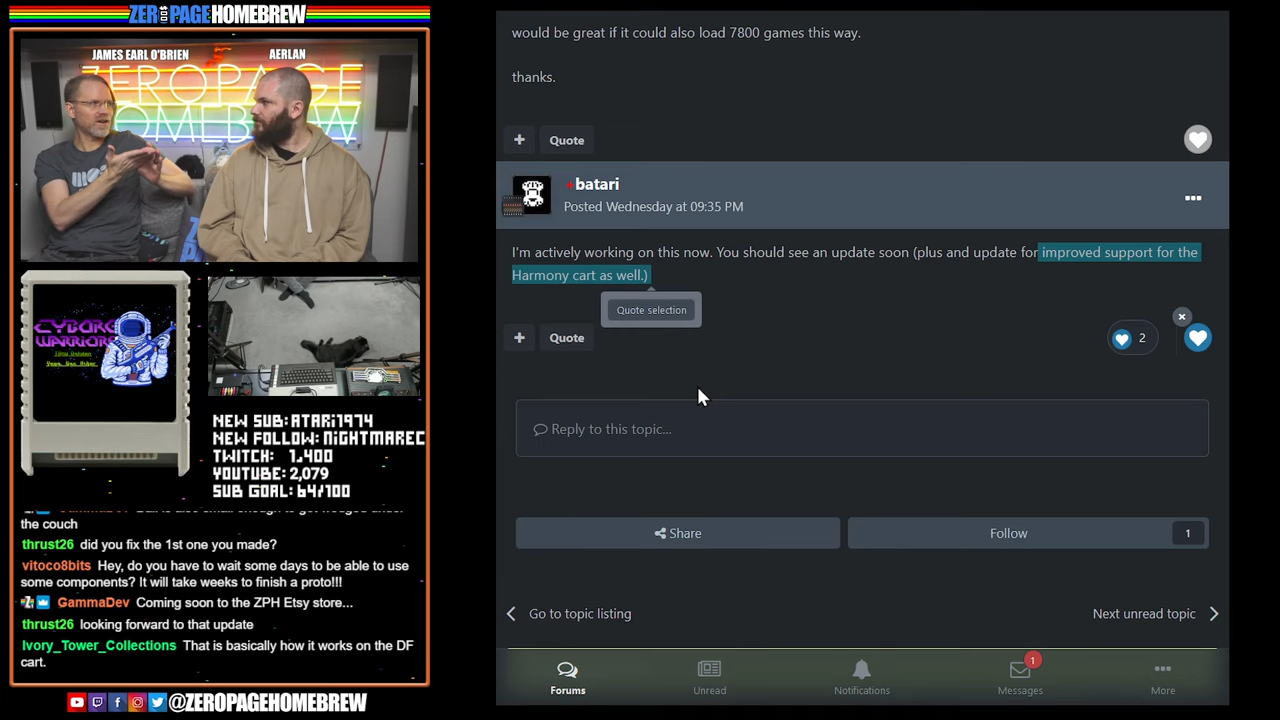 ZEROPAGE HOMEBREW
JAMES EARL O'BRIEN
AERLAN
ZEROPAGE
HOMEBREW
CYBORG
WARRIORS
NEW SUB: ATARI1974
NEW FOLLOW: NIGHTMAREC
TWITCH: 1,400
YOUTUBE: 2,079
SUB GOAL: 64/100
the couch
thrust26 did you fix the 1st one you made?
vitoco8bits Hey, do you have to wait some days to be able to use
some components? It will take weeks to finish a proto!!!
GammaDev Coming soon to the ZPH Etsy store...
thrust26 looking forward to that update
Ivory_Tower_Collections That is basically how it works on the DF
cart.
@ZEROPAGEHOMEBREW
would be great if it could also load 7800 games this way.
thanks.
+ Quote
+batari
Posted Wednesday at 09:35 PM
I'm actively working on this now. You should see an update soon (plus and update for improved support for the
Harmony cart as well.)
Quote selection
+ Quote
2
Reply to this topic...
Share
Follow 1
Go to topic listing
Next unread topic
1
Forums
Unread
Notifications
Messages
More